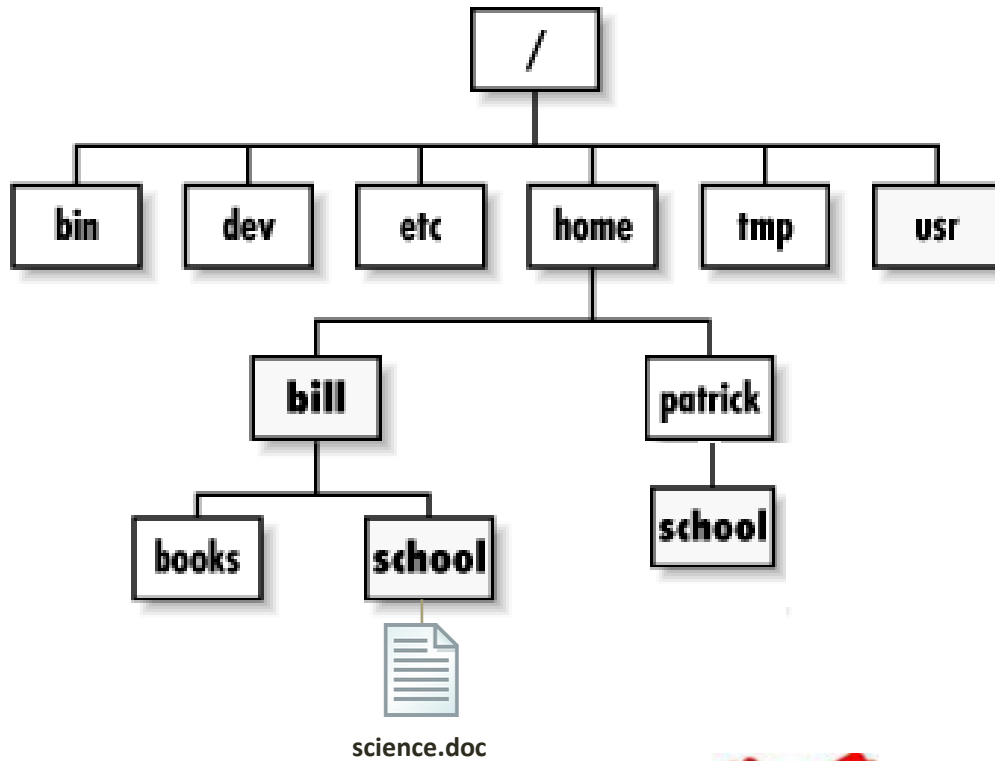 /
bin dev etc home tmp usr
bill patrick
books school school
science.doc